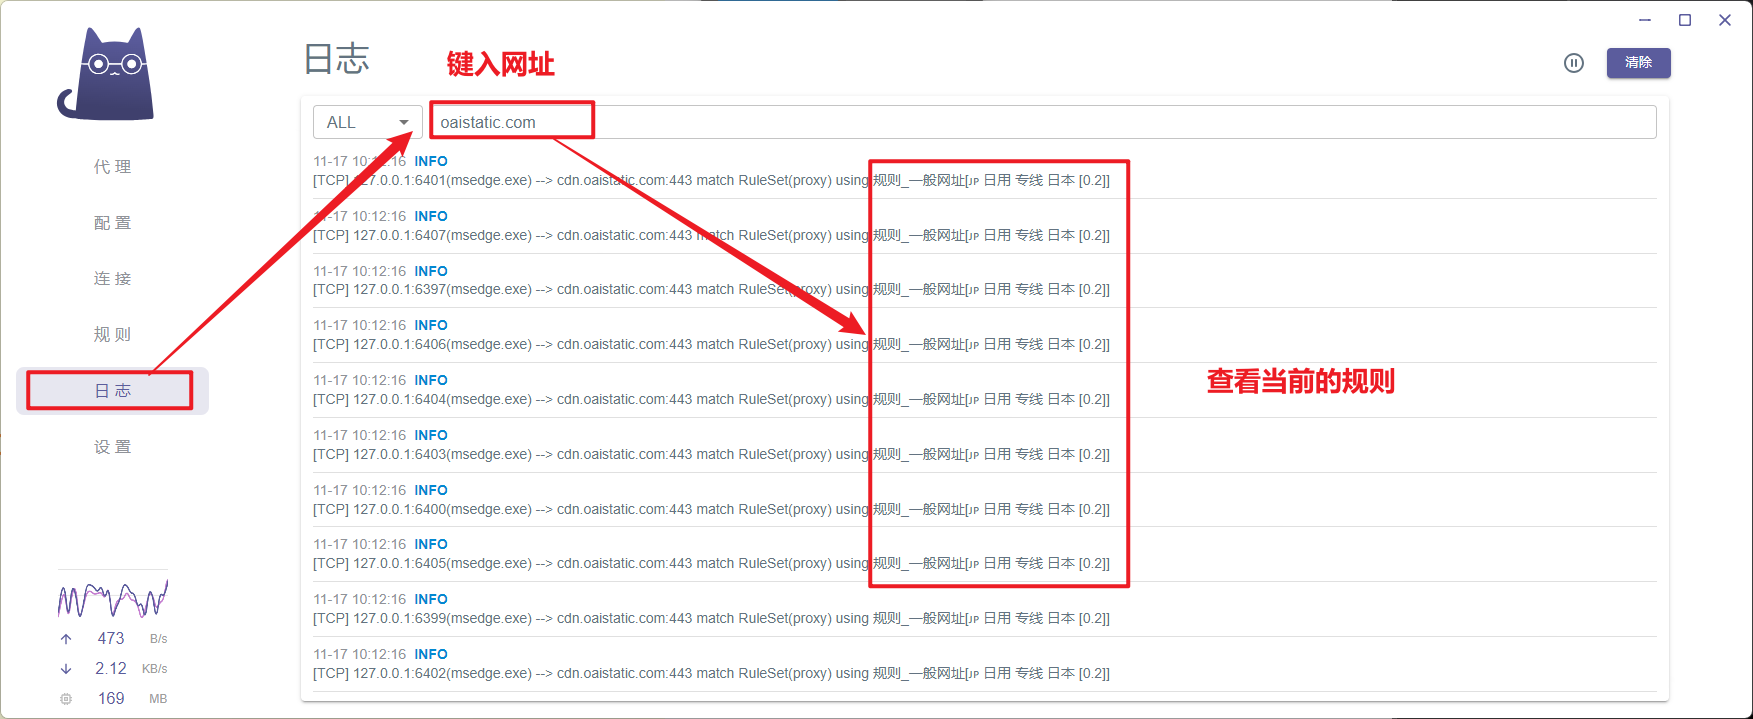 日志
键入网址
清除
ALL
oaistatic.com
代 理
配 置
连 接
规 则
日 志
设 置
11-17 10:12:16 INFO
[TCP] 127.0.0.1:6401(msedge.exe) --> cdn.oaistatic.com:443 match RuleSet(proxy) using 规则_一般网址[JP 日用 专线 日本 [0.2]]
11-17 10:12:16 INFO
[TCP] 127.0.0.1:6407(msedge.exe) --> cdn.oaistatic.com:443 match RuleSet(proxy) using 规则_一般网址[JP 日用 专线 日本 [0.2]]
11-17 10:12:16 INFO
[TCP] 127.0.0.1:6397(msedge.exe) --> cdn.oaistatic.com:443 match RuleSet(proxy) using 规则_一般网址[JP 日用 专线 日本 [0.2]]
11-17 10:12:16 INFO
[TCP] 127.0.0.1:6406(msedge.exe) --> cdn.oaistatic.com:443 match RuleSet(proxy) using 规则_一般网址[JP 日用 专线 日本 [0.2]]
11-17 10:12:16 INFO
[TCP] 127.0.0.1:6404(msedge.exe) --> cdn.oaistatic.com:443 match RuleSet(proxy) using 规则_一般网址[JP 日用 专线 日本 [0.2]]
查看当前的规则
11-17 10:12:16 INFO
[TCP] 127.0.0.1:6403(msedge.exe) --> cdn.oaistatic.com:443 match RuleSet(proxy) using 规则_一般网址[JP 日用 专线 日本 [0.2]]
11-17 10:12:16 INFO
[TCP] 127.0.0.1:6400(msedge.exe) --> cdn.oaistatic.com:443 match RuleSet(proxy) using 规则_一般网址[JP 日用 专线 日本 [0.2]]
11-17 10:12:16 INFO
[TCP] 127.0.0.1:6405(msedge.exe) --> cdn.oaistatic.com:443 match RuleSet(proxy) using 规则_一般网址[JP 日用 专线 日本 [0.2]]
11-17 10:12:16 INFO
[TCP] 127.0.0.1:6399(msedge.exe) --> cdn.oaistatic.com:443 match RuleSet(proxy) using 规则_一般网址[JP 日用 专线 日本 [0.2]]
11-17 10:12:16 INFO
[TCP] 127.0.0.1:6402(msedge.exe) --> cdn.oaistatic.com:443 match RuleSet(proxy) using 规则_一般网址[JP 日用 专线 日本 [0.2]]
473 B/s
2.12 KB/s
169 MB